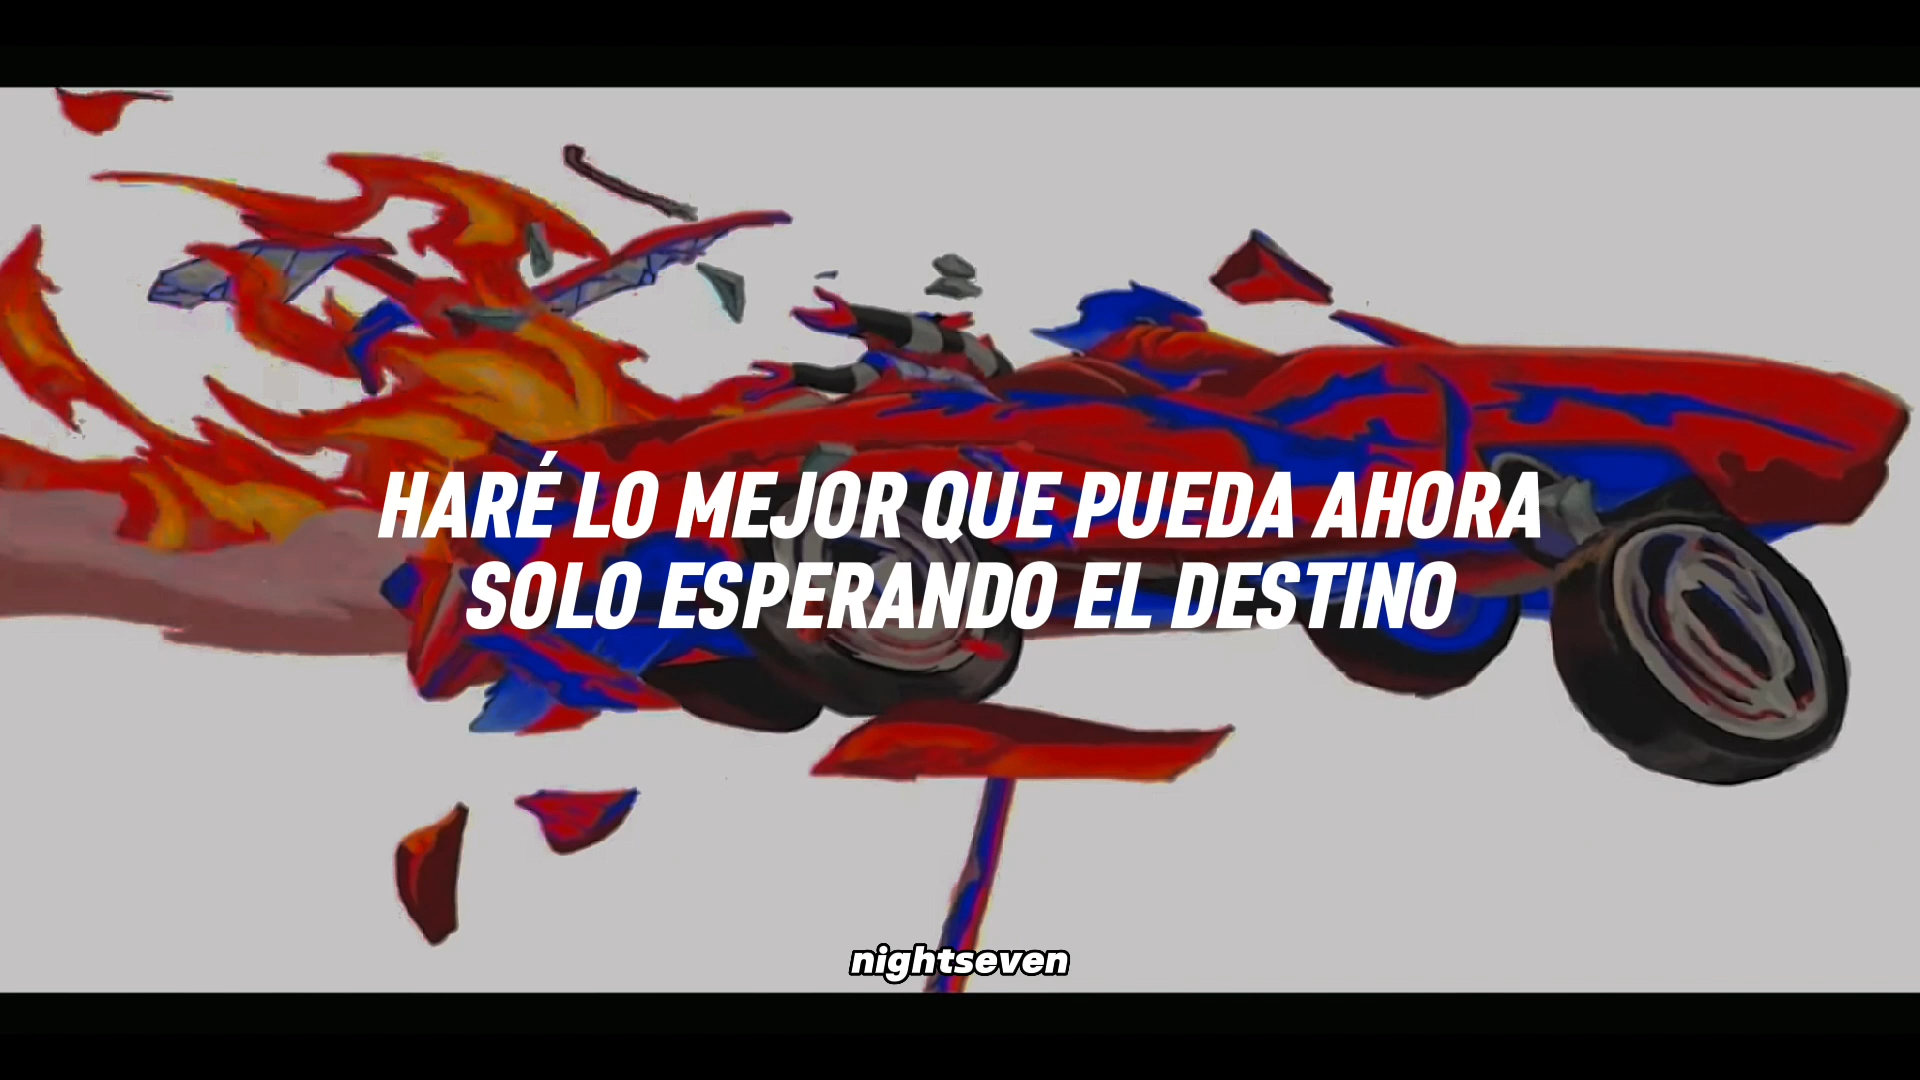 HARÉ LO MEJOR QUE PUEDA AHORA
SOLO ESPERANDO EL DESTINO
nightseven